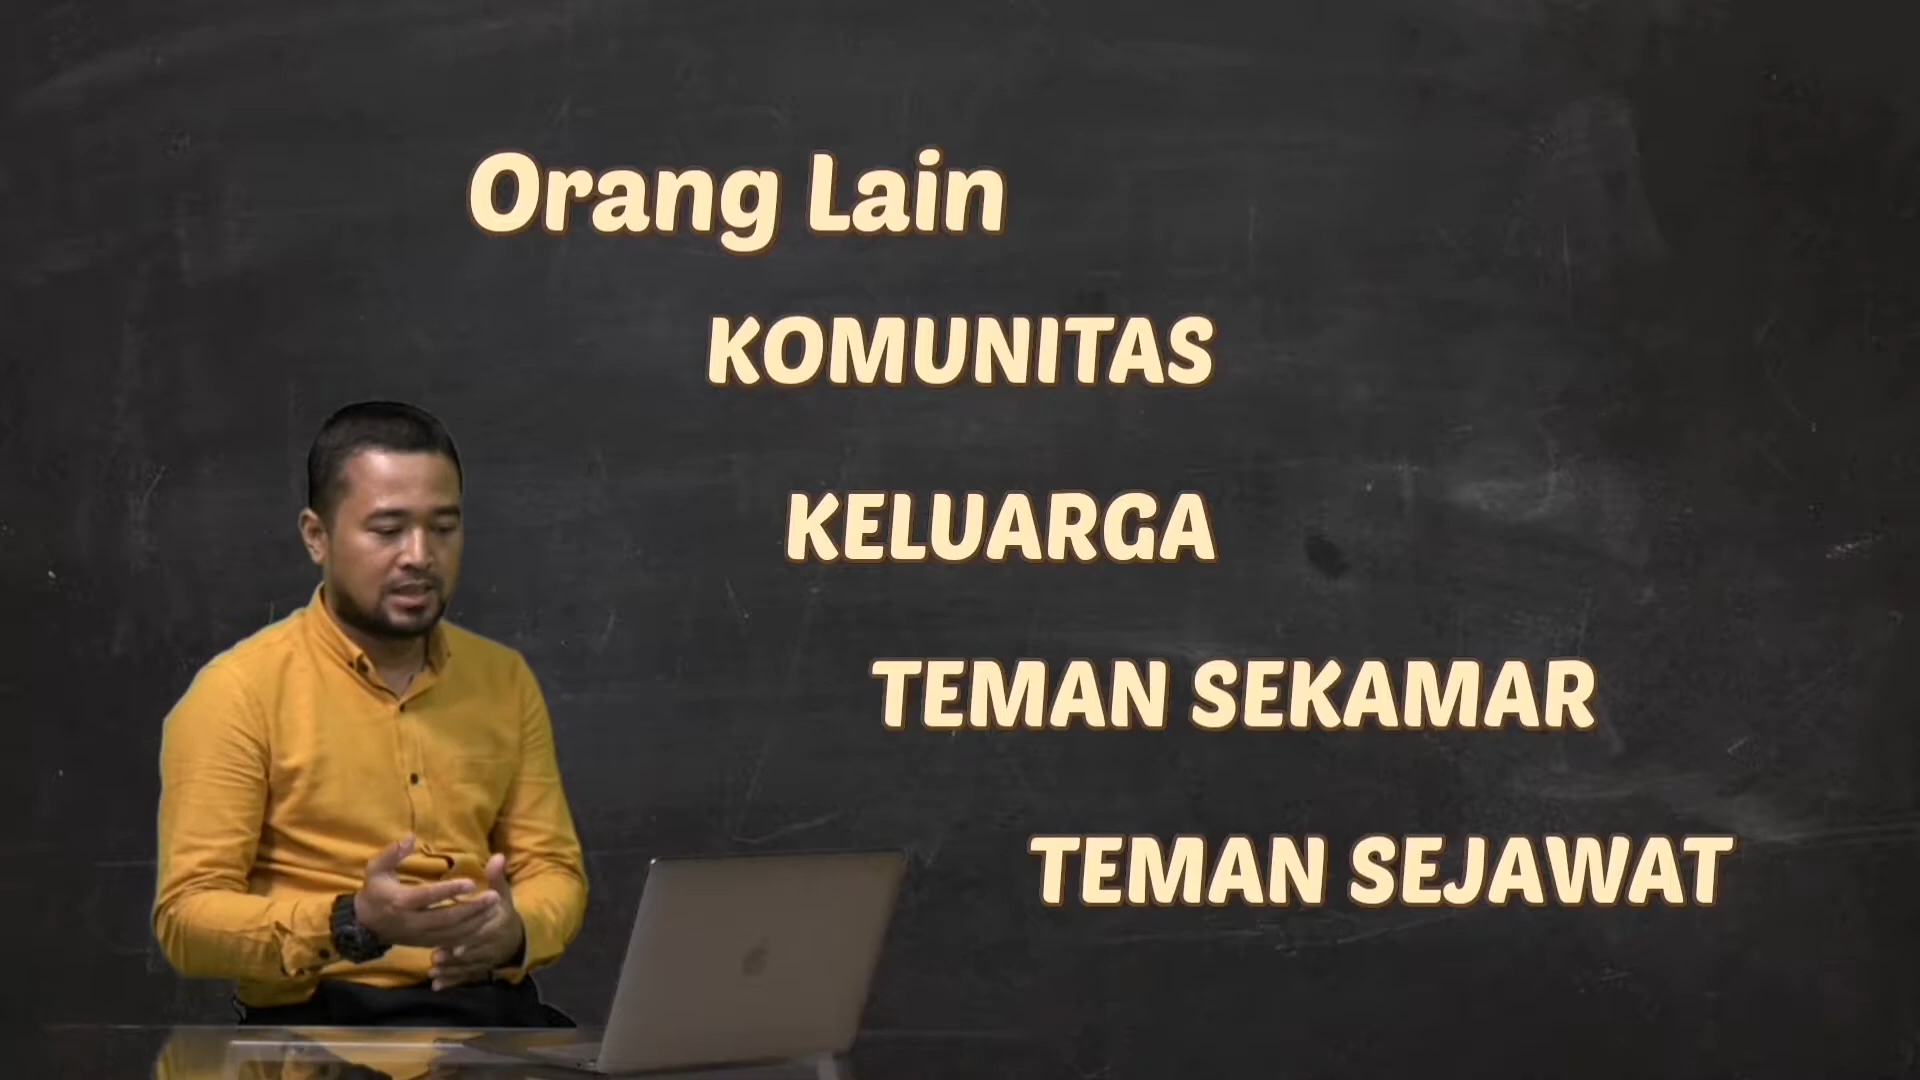 Orang Lain
KOMUNITAS
KELUARGA
TEMAN SEKAMAR
TEMAN SEJAWAT